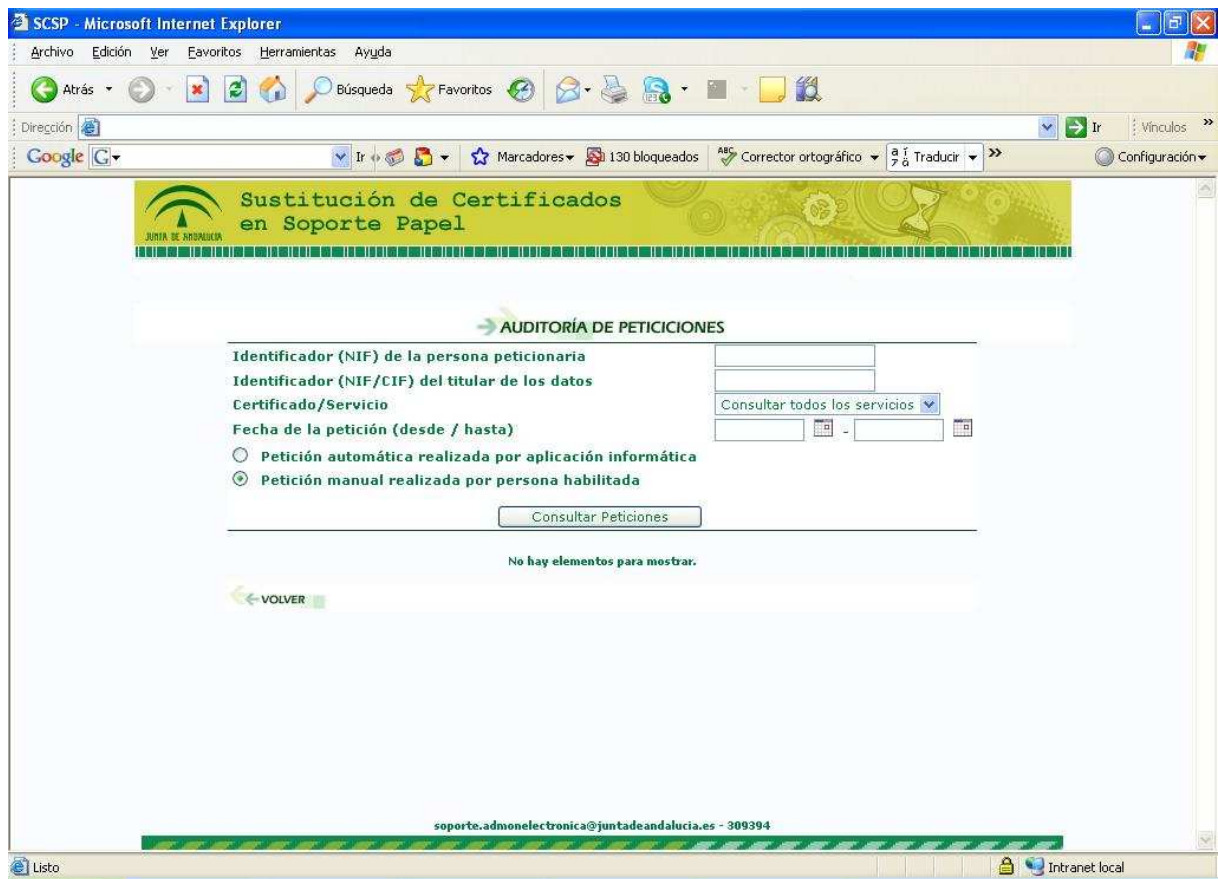 SCSP - Microsoft Internet Explorer
Archivo Edición Ver Favoritos Herramientas Ayuda
Atrás Búsqueda Favoritos
Dirección Ir Vínculos »
Google G Ir Marcadores 130 bloqueados Corrector ortográfico Traducir » Configuración
Sustitución de Certificados
en Soporte Papel
JUNTA DE ANDALUCIA
AUDITORÍA DE PETICICIONES
Identificador (NIF) de la persona peticionaria
Identificador (NIF/CIF) del titular de los datos
Certificado/Servicio Consultar todos los servicios
Fecha de la petición (desde / hasta) -
Petición automática realizada por aplicación informática
Petición manual realizada por persona habilitada
Consultar Peticiones
No hay elementos para mostrar.
VOLVER
soporte.admonelectronica@juntadeandalucia.es - 309394
Listo Intranet local